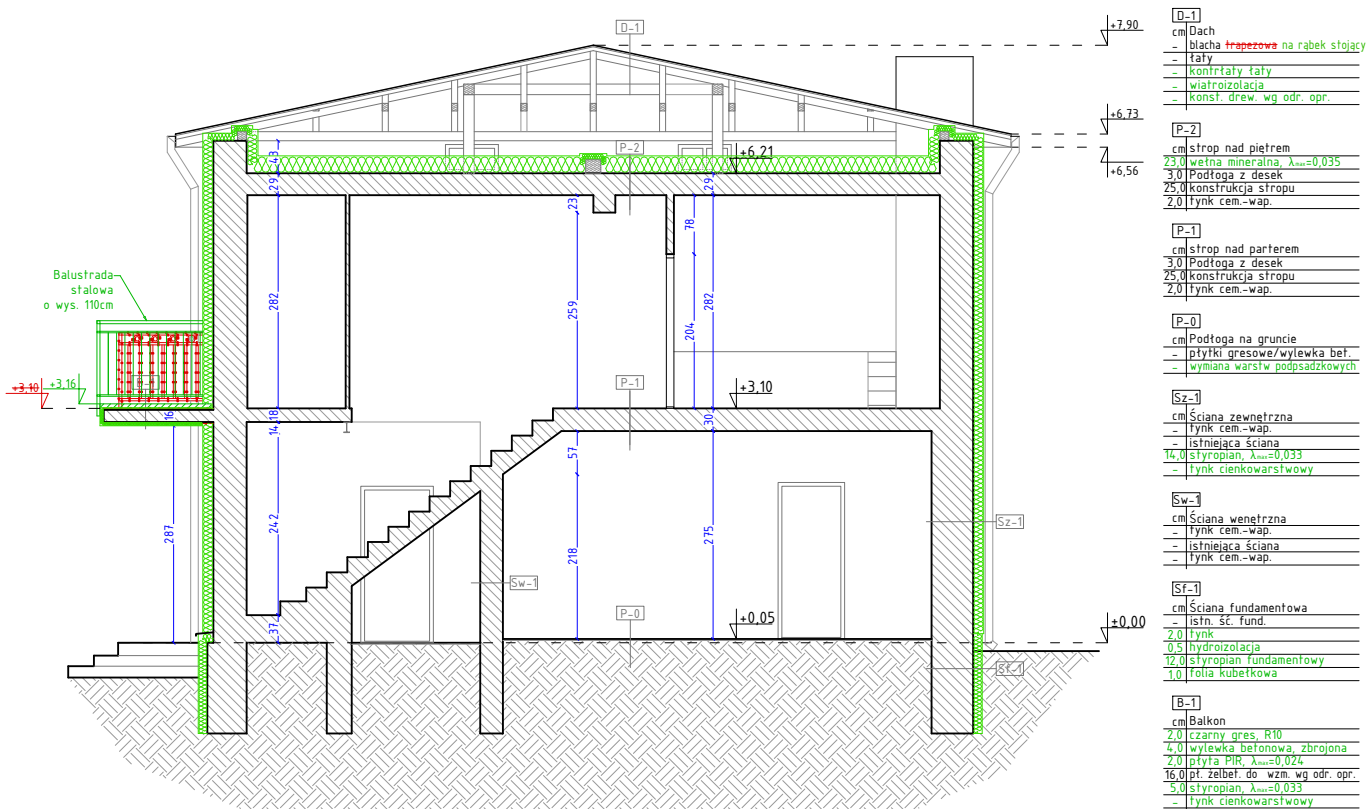 D-1
+7,90
+6,73
+6,56
P-2
+6,21
43
29
29
23
78
282
259
282
204
Balustrada
stalowa
o wys. 110cm
+3,10
+3,16
P-1
+3,10
16
18
14
30
57
287
242
218
275
Sz-1
Sw-1
P-0
+0,05
±0,00
37
Sf-1
D-1
cm Dach
- blacha trapezowa na rąbek stojący
- łaty
- kontrłaty łaty
- wiatroizolacja
- konst. drew. wg odr. opr.
P-2
cm strop nad piętrem
23,0 wełna mineralna, λmax=0,035
3,0 Podłoga z desek
25,0 konstrukcja stropu
2,0 tynk cem.-wap.
P-1
cm strop nad parterem
3,0 Podłoga z desek
25,0 konstrukcja stropu
2,0 tynk cem.-wap.
P-0
cm Podłoga na gruncie
- płytki gresowe/wylewka bet.
- wymiana warstw podpsadzkowych
Sz-1
cm Ściana zewnętrzna
- tynk cem.-wap.
- istniejąca ściana
14,0 styropian, λmax=0,033
- tynk cienkowarstwowy
Sw-1
cm Ściana wenętrzna
- tynk cem.-wap.
- istniejąca ściana
- tynk cem.-wap.
Sf-1
cm Ściana fundamentowa
- istn. śc. fund.
2,0 tynk
0,5 hydroizolacja
12,0 styropian fundamentowy
1,0 folia kubełkowa
B-1
cm Balkon
2,0 czarny gres, R10
4,0 wylewka betonowa, zbrojona
2,0 płyta PIR, λmax=0,024
16,0 pł. żelbet. do wzm. wg odr. opr.
5,0 styropian, λmax=0,033
- tynk cienkowarstwowy